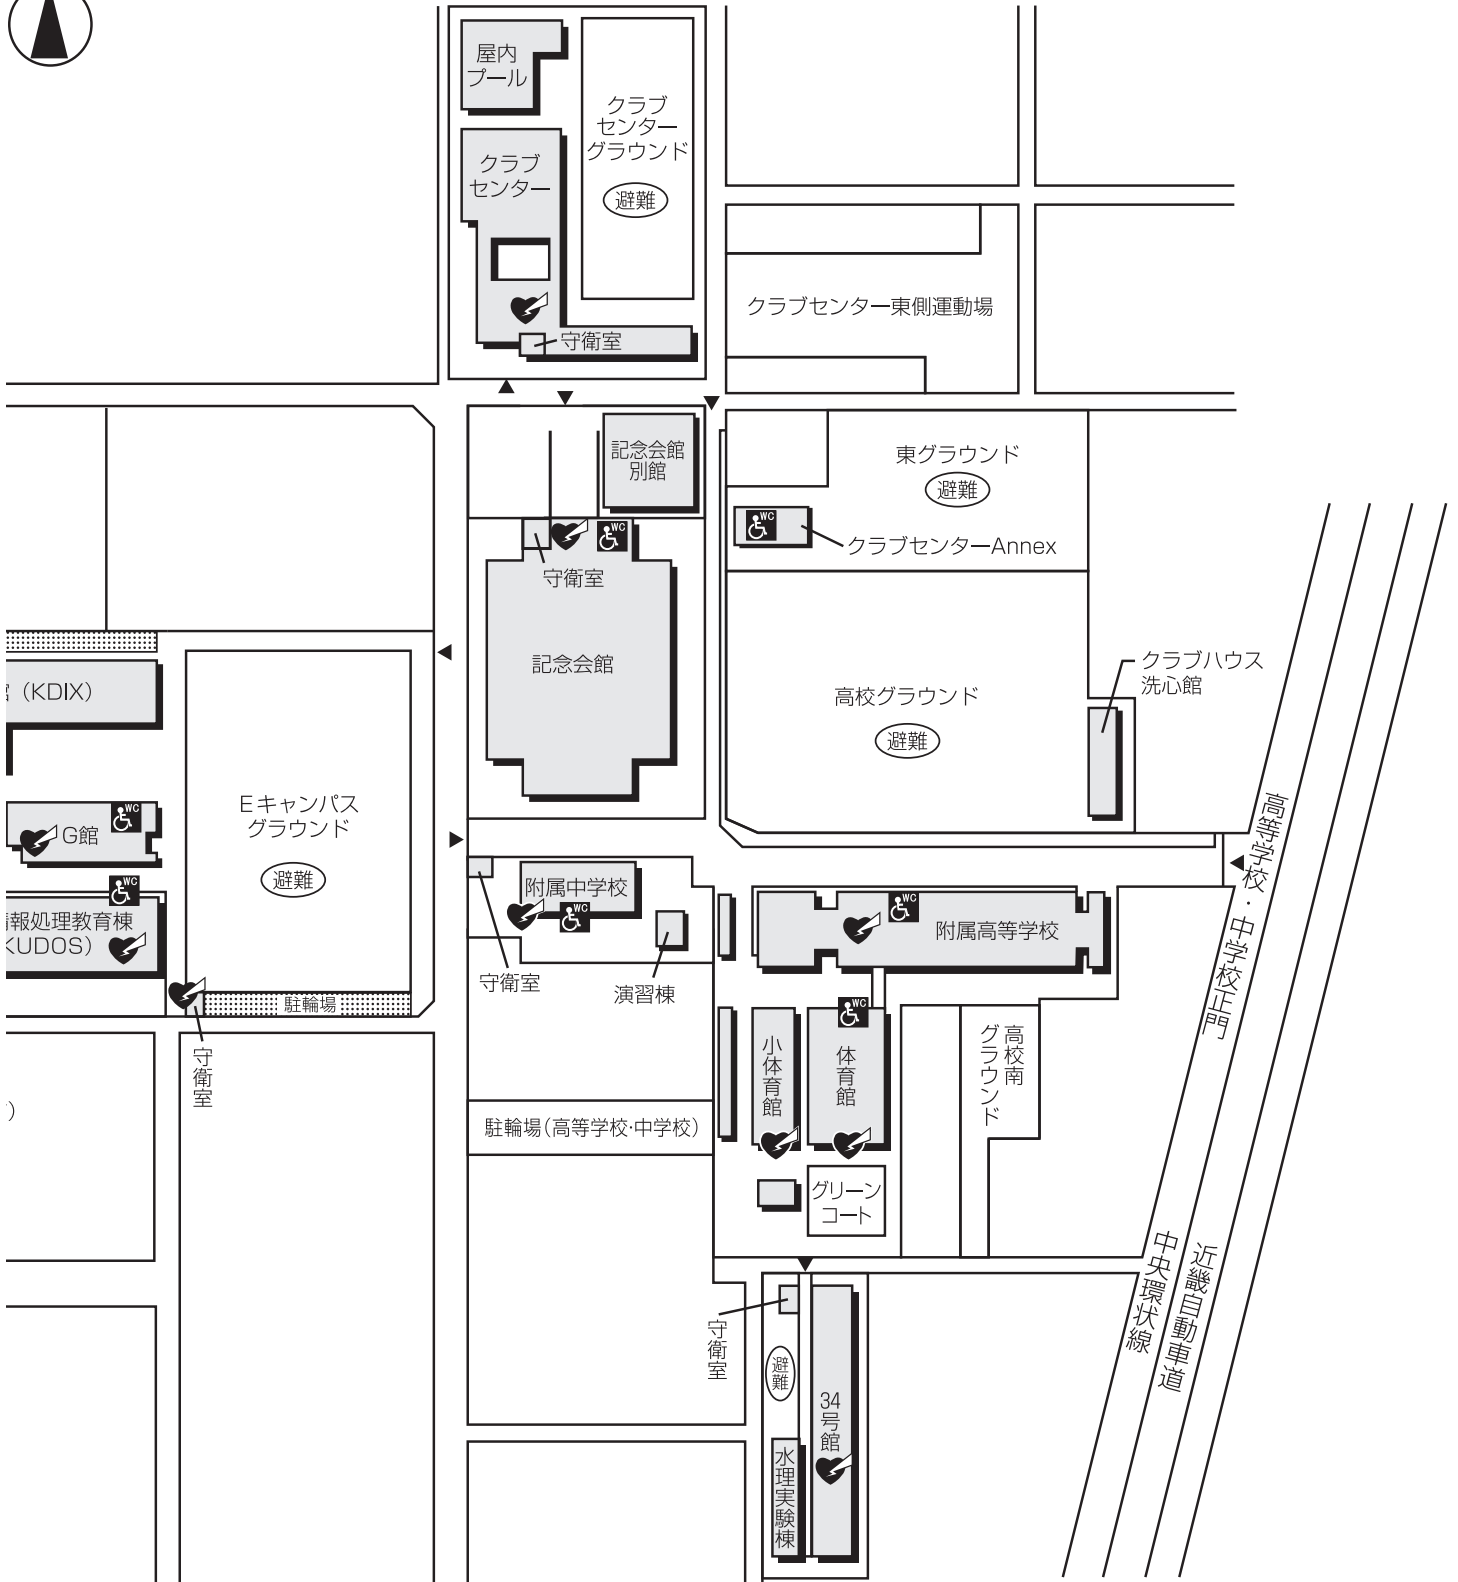 屋内
プール
クラブ
センター
グラウンド
避難
クラブ
センター
守衛室
クラブセンター東側運動場
記念会館
別館
東グラウンド
避難
WC
クラブセンターAnnex
WC
守衛室
記念会館
高校グラウンド
避難
クラブハウス
洗心館
（KDIX）
Eキャンパス
グラウンド
避難
WC
G館
WC
報処理教育棟
KUDOS）
駐輪場
守衛室
附属中学校
WC
守衛室
演習棟
WC
附属高等学校
高等学校・中学校正門
WC
小体育館
体育館
高校南
グラウンド
）
駐輪場（高等学校・中学校）
グリーン
コート
守衛室
避難
34号館
水理実験棟
中央環状線
近畿自動車道